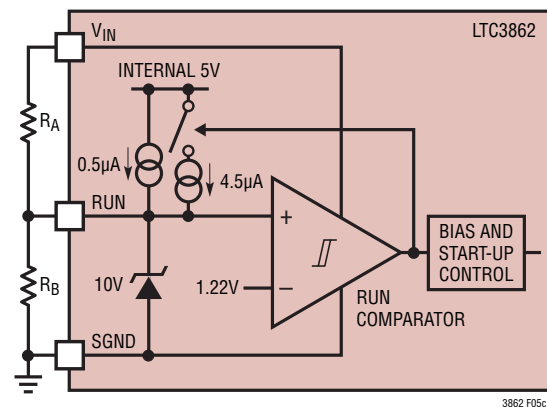 LTC3862
V_IN
INTERNAL 5V
R_A
0.5µA
4.5µA
RUN
+
BIAS AND
START-UP
CONTROL
10V
1.22V
–
R_B
RUN
COMPARATOR
SGND
3862 F05c